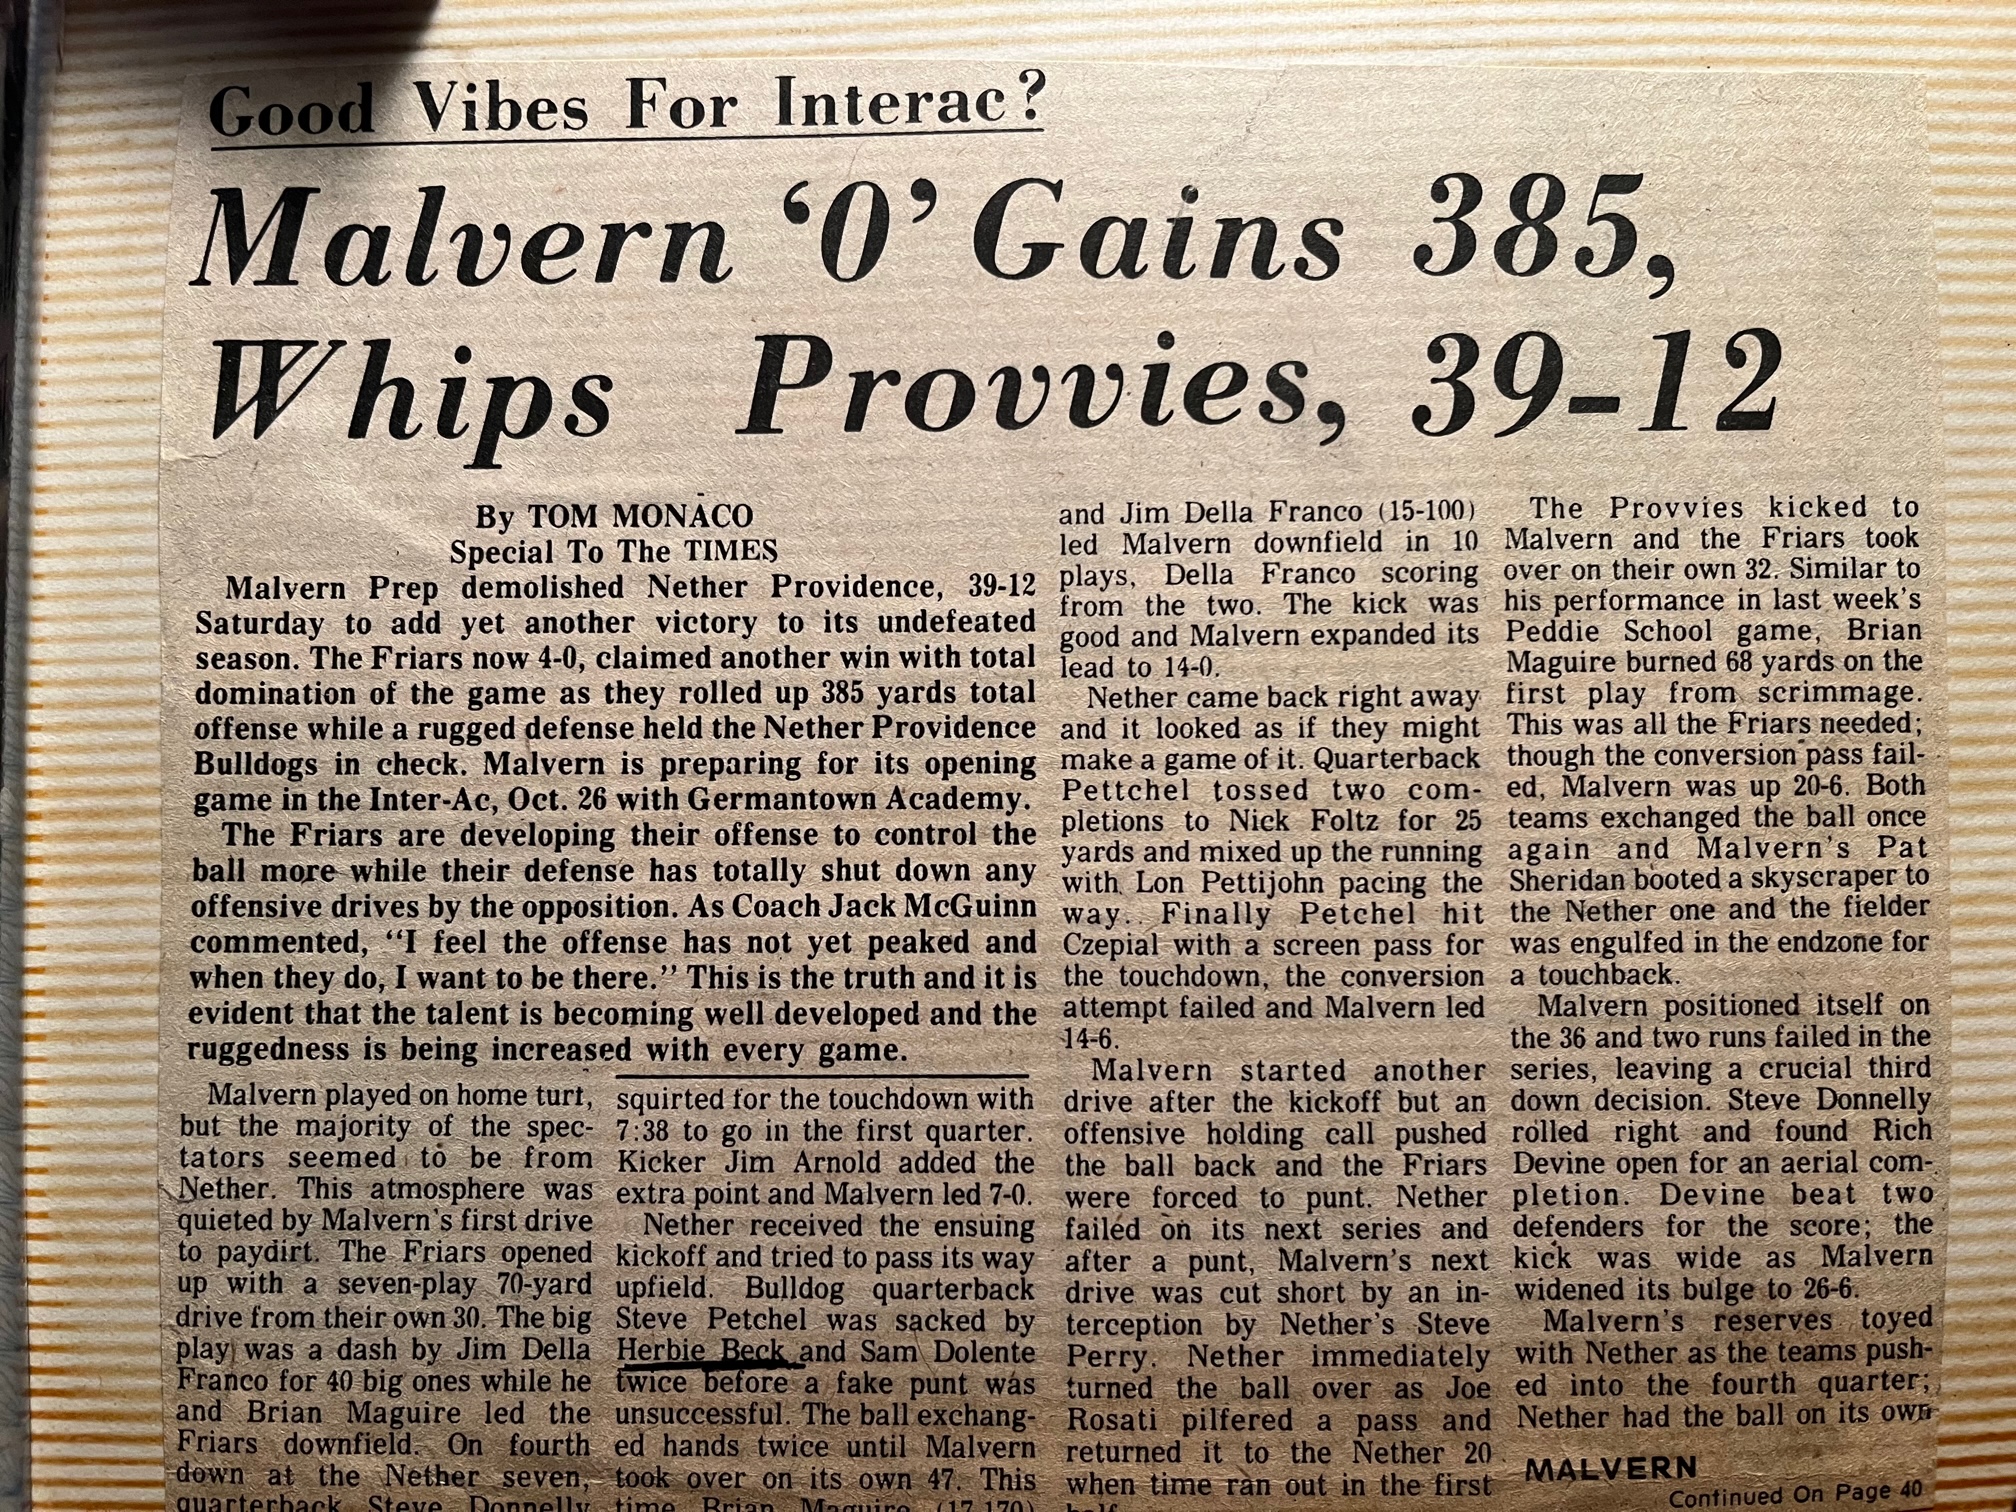 Good Vibes For Interac?
Malvern ‘O’ Gains 385,
Whips Provvies, 39-12
By TOM MONACO
Special To The TIMES
Malvern Prep demolished Nether Providence, 39-12
Saturday to add yet another victory to its undefeated
season. The Friars now 4-0, claimed another win with total
domination of the game as they rolled up 385 yards total
offense while a rugged defense held the Nether Providence
Bulldogs in check. Malvern is preparing for its opening
game in the Inter-Ac, Oct. 26 with Germantown Academy.
The Friars are developing their offense to control the
ball more while their defense has totally shut down any
offensive drives by the opposition. As Coach Jack McGuinn
commented, “I feel the offense has not yet peaked and
when they do, I want to be there.” This is the truth and it is
evident that the talent is becoming well developed and the
ruggedness is being increased with every game.
Malvern played on home turt,
but the majority of the spec-
tators seemed to be from
Nether. This atmosphere was
quieted by Malvern's first drive
to paydirt. The Friars opened
up with a seven-play 70-yard
drive from their own 30. The big
play was a dash by Jim Della
Franco for 40 big ones while he
and Brian Maguire led the
Friars downfield. On fourth
down at the Nether seven,
quarterback Steve Donnelly
squirted for the touchdown with
7:38 to go in the first quarter.
Kicker Jim Arnold added the
extra point and Malvern led 7-0.
Nether received the ensuing
kickoff and tried to pass its way
upfield. Bulldog quarterback
Steve Petchel was sacked by
Herbie Beck and Sam Dolente
twice before a fake punt was
unsuccessful. The ball exchang-
ed hands twice until Malvern
took over on its own 47. This
time Brian Maguire (17-170)
and Jim Della Franco (15-100)
led Malvern downfield in 10
plays, Della Franco scoring
from the two. The kick was
good and Malvern expanded its
lead to 14-0.
Nether came back right away
and it looked as if they might
make a game of it. Quarterback
Pettchel tossed two com-
pletions to Nick Foltz for 25
yards and mixed up the running
with Lon Pettijohn pacing the
way.. Finally Petchel hit
Czepial with a screen pass for
the touchdown, the conversion
attempt failed and Malvern led
14-6.
Malvern started another
drive after the kickoff but an
offensive holding call pushed
the ball back and the Friars
were forced to punt. Nether
failed on its next series and
after a punt, Malvern's next
drive was cut short by an in-
terception by Nether's Steve
Perry. Nether immediately
turned the ball over as Joe
Rosati pilfered a pass and
returned it to the Nether 20
when time ran out in the first
half.
The Provvies kicked to
Malvern and the Friars took
over on their own 32. Similar to
his performance in last week's
Peddie School game, Brian
Maguire burned 68 yards on the
first play from scrimmage.
This was all the Friars needed;
though the conversion pass fail-
ed, Malvern was up 20-6. Both
teams exchanged the ball once
again and Malvern's Pat
Sheridan booted a skyscraper to
the Nether one and the fielder
was engulfed in the endzone for
a touchback.
Malvern positioned itself on
the 36 and two runs failed in the
series, leaving a crucial third
down decision. Steve Donnelly
rolled right and found Rich
Devine open for an aerial com-
pletion. Devine beat two
defenders for the score; the
kick was wide as Malvern
widened its bulge to 26-6.
Malvern's reserves toyed
with Nether as the teams push-
ed into the fourth quarter;
Nether had the ball on its own
MALVERN
Continued On Page 40